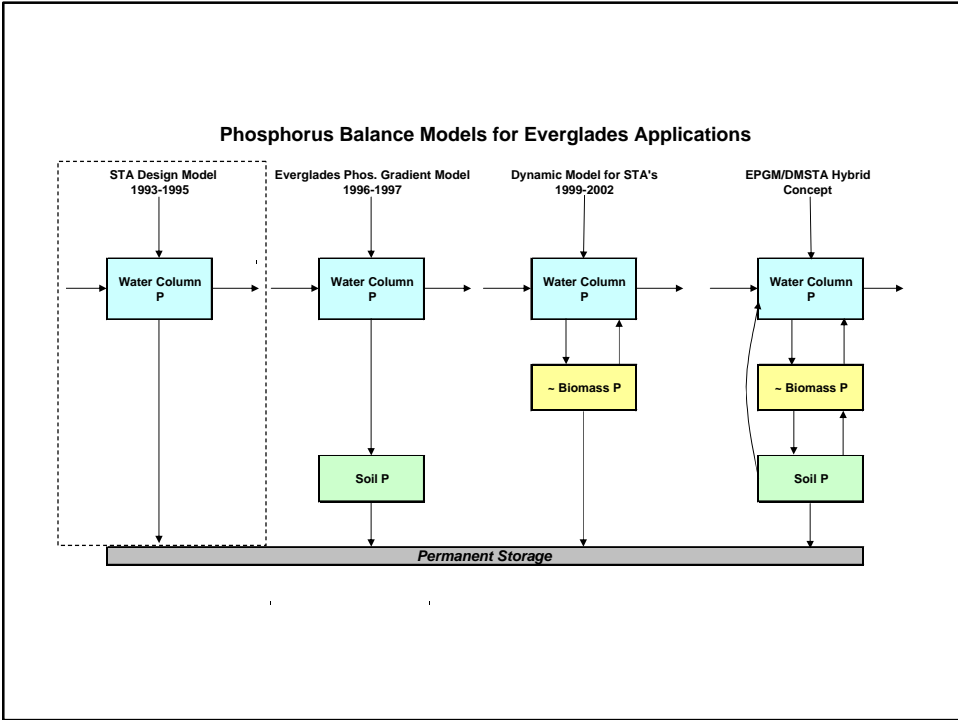 Phosphorus Balance Models for Everglades Applications
STA Design Model
1993-1995
Everglades Phos. Gradient Model
1996-1997
Dynamic Model for STA's
1999-2002
EPGM/DMSTA Hybrid
Concept
Water Column
P
Water Column
P
Water Column
P
Water Column
P
~ Biomass P
~ Biomass P
Soil P
Soil P
Permanent Storage